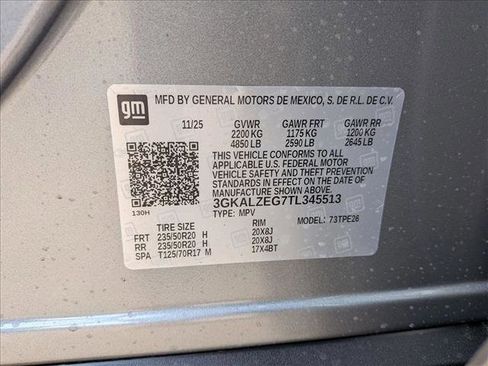 gm MFD BY GENERAL MOTORS DE MEXICO, S. DE R.L. DE C.V.
11/25 GVWR GAWR FRT GAWR RR
2200 KG 1175 KG 1200 KG
4850 LB 2590 LB 2645 LB
THIS VEHICLE CONFORMS TO ALL
APPLICABLE U.S. FEDERAL MOTOR
VEHICLE SAFETY AND THEFT PREVENTION
STANDARDS IN EFFECT ON THE DATE OF
MANUFACTURE SHOWN ABOVE.
3GKALZEG7TL345513
130H TYPE: MPV MODEL: 73TPE26
TIRE SIZE RIM
FRT 235/50R20 H 20X8J
RR 235/50R20 H 20X8J
SPA T125/70R17 M 17X4BT